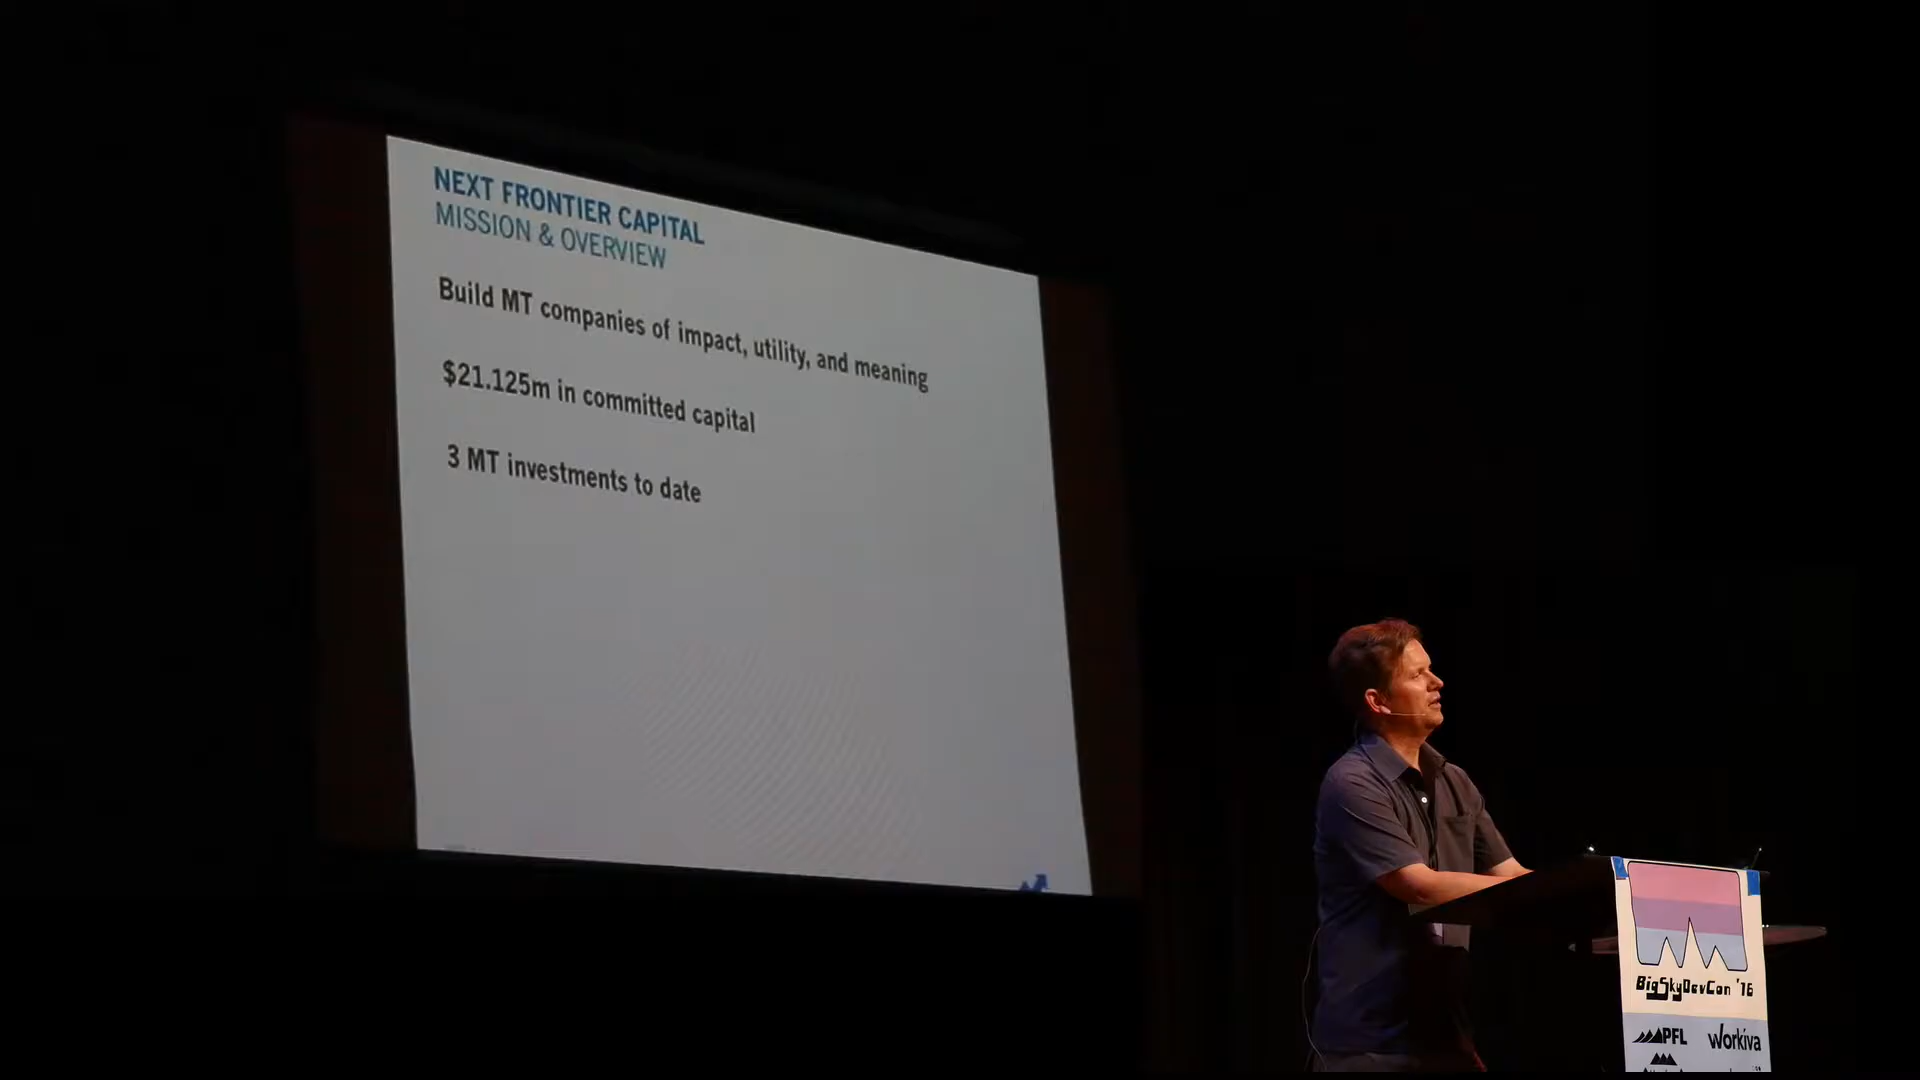 NEXT FRONTIER CAPITAL
MISSION & OVERVIEW
Build MT companies of impact, utility, and meaning
$21.125m in committed capital
3 MT investments to date
BigSkyDevCon '16
PFL
Workiva